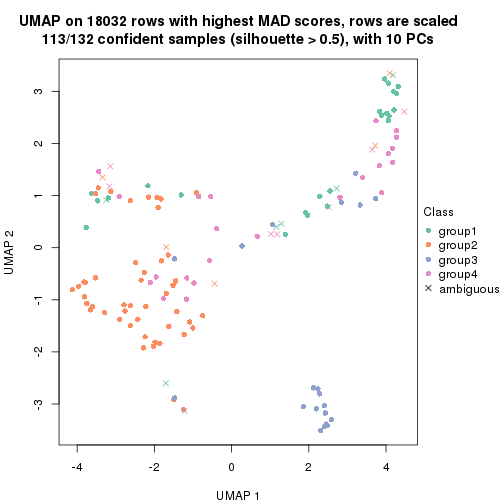 UMAP on 18032 rows with highest MAD scores, rows are scaled
113/132 confident samples (silhouette > 0.5), with 10 PCs
3
2
1
0
-1
-2
-3
UMAP 2
-4
-2
0
2
4
UMAP 1
Class
group1
group2
group3
group4
ambiguous